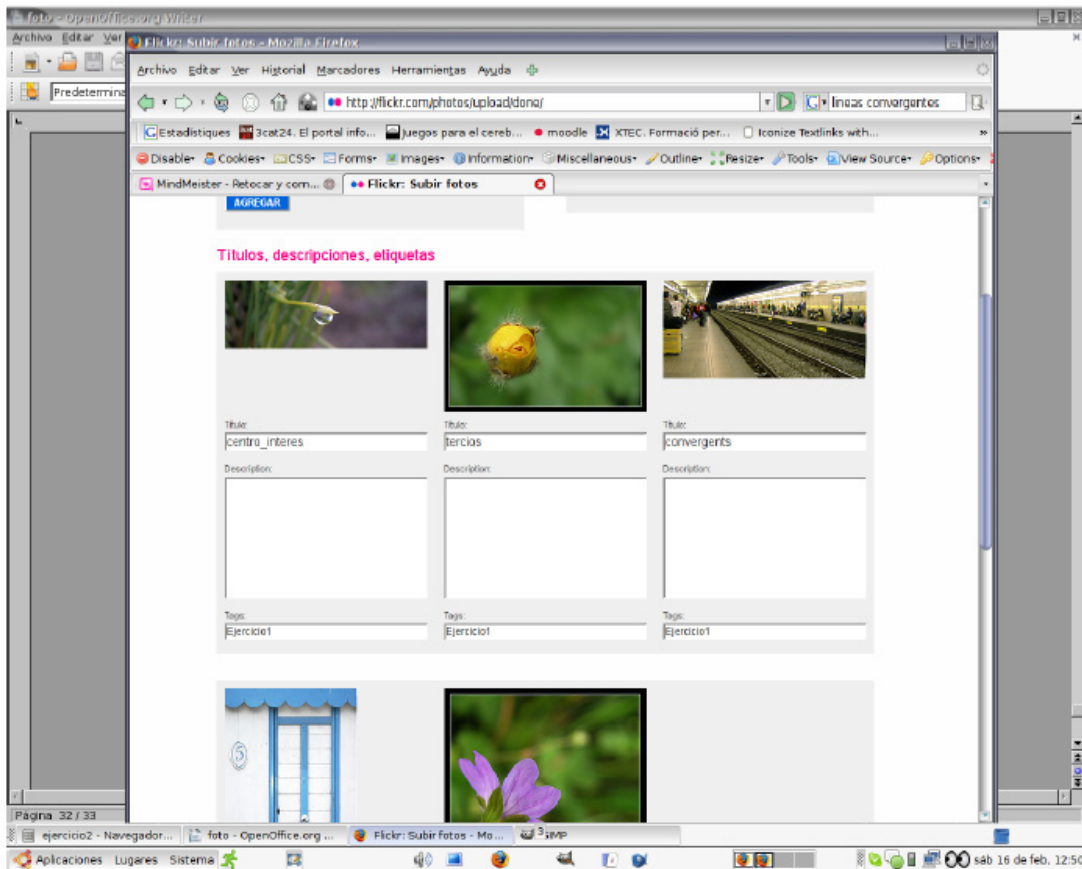 foto - OpenOffice.org Writer
Archivo Editar Ver
Predetermina
Flickr: Subir fotos - Mozilla Firefox
Archivo Editar Ver Historial Marcadores Herramientas Ayuda
http://flickr.com/photos/upload/done/
G lineas convergentes
Estadístiques 3cat24. El portal info... Juegos para el cereb... moodle XTEC. Formació per... Iconize Textlinks with... »
Disable Cookies CSS Forms Images Information Miscellaneous Outline Resize Tools View Source Options
MindMeister - Retocar y com... Flickr: Subir fotos
AGREGAR
Títulos, descripciones, etiquetas
Título: Título: Título:
centro_interes tercios convergents
Description: Description: Description:
Tags: Tags: Tags:
Ejercicio1 Ejercicio1 Ejercicio1
5
Página 32 / 33
ejercicio2 - Navegador... foto - OpenOffice.org ... Flickr: Subir fotos - Mo...
Aplicaciones Lugares Sistema sáb 16 de feb, 12:50